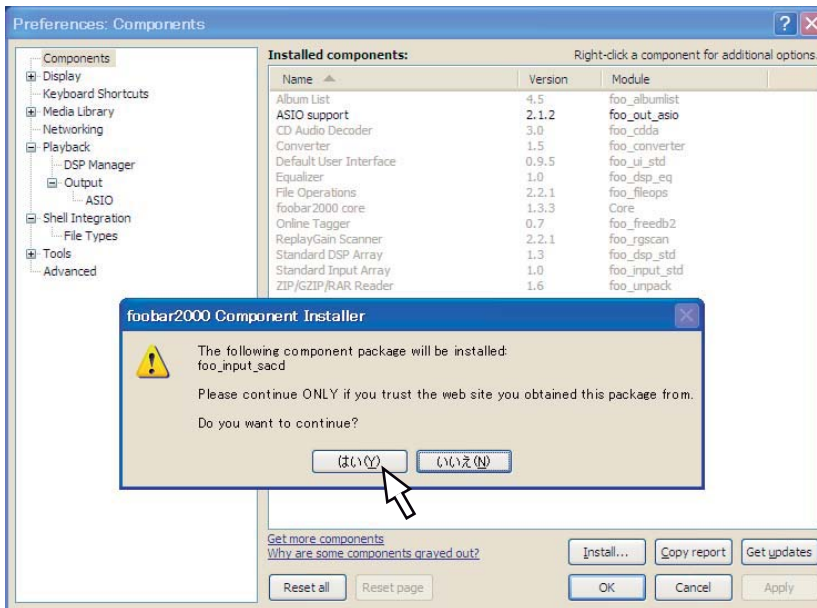 Preferences: Components
Components
Display
Keyboard Shortcuts
Media Library
Networking
Playback
DSP Manager
Output
ASIO
Shell Integration
File Types
Tools
Advanced
Installed components:
Right-click a component for additional options.
Name Version Module
Album List 4.5 foo_albumlist
ASIO support 2.1.2 foo_out_asio
CD Audio Decoder 3.0 foo_cdda
Converter 1.5 foo_converter
Default User Interface 0.9.5 foo_ui_std
Equalizer 1.0 foo_dsp_eq
File Operations 2.2.1 foo_fileops
foobar2000 core 1.3.3 Core
Online Tagger 0.7 foo_freedb2
ReplayGain Scanner 2.2.1 foo_rgscan
Standard DSP Array 1.3 foo_dsp_std
Standard Input Array 1.0 foo_input_std
ZIP/GZIP/RAR Reader 1.6 foo_unpack
foobar2000 Component Installer
The following component package will be installed:
foo_input_sacd
Please continue ONLY if you trust the web site you obtained this package from.
Do you want to continue?
はい(Y) いいえ(N)
Get more components
Why are some components grayed out?
Install... Copy report Get updates
Reset all Reset page OK Cancel Apply